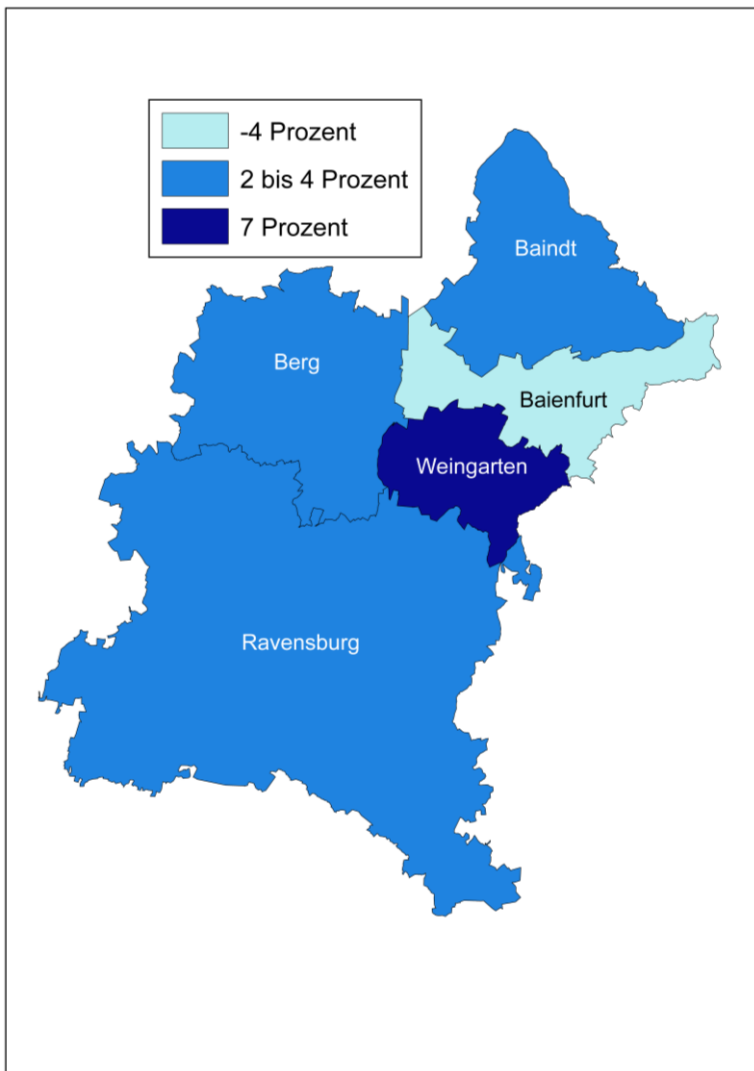 -4 Prozent
2 bis 4 Prozent
7 Prozent
Baindt
Berg
Baienfurt
Weingarten
Ravensburg